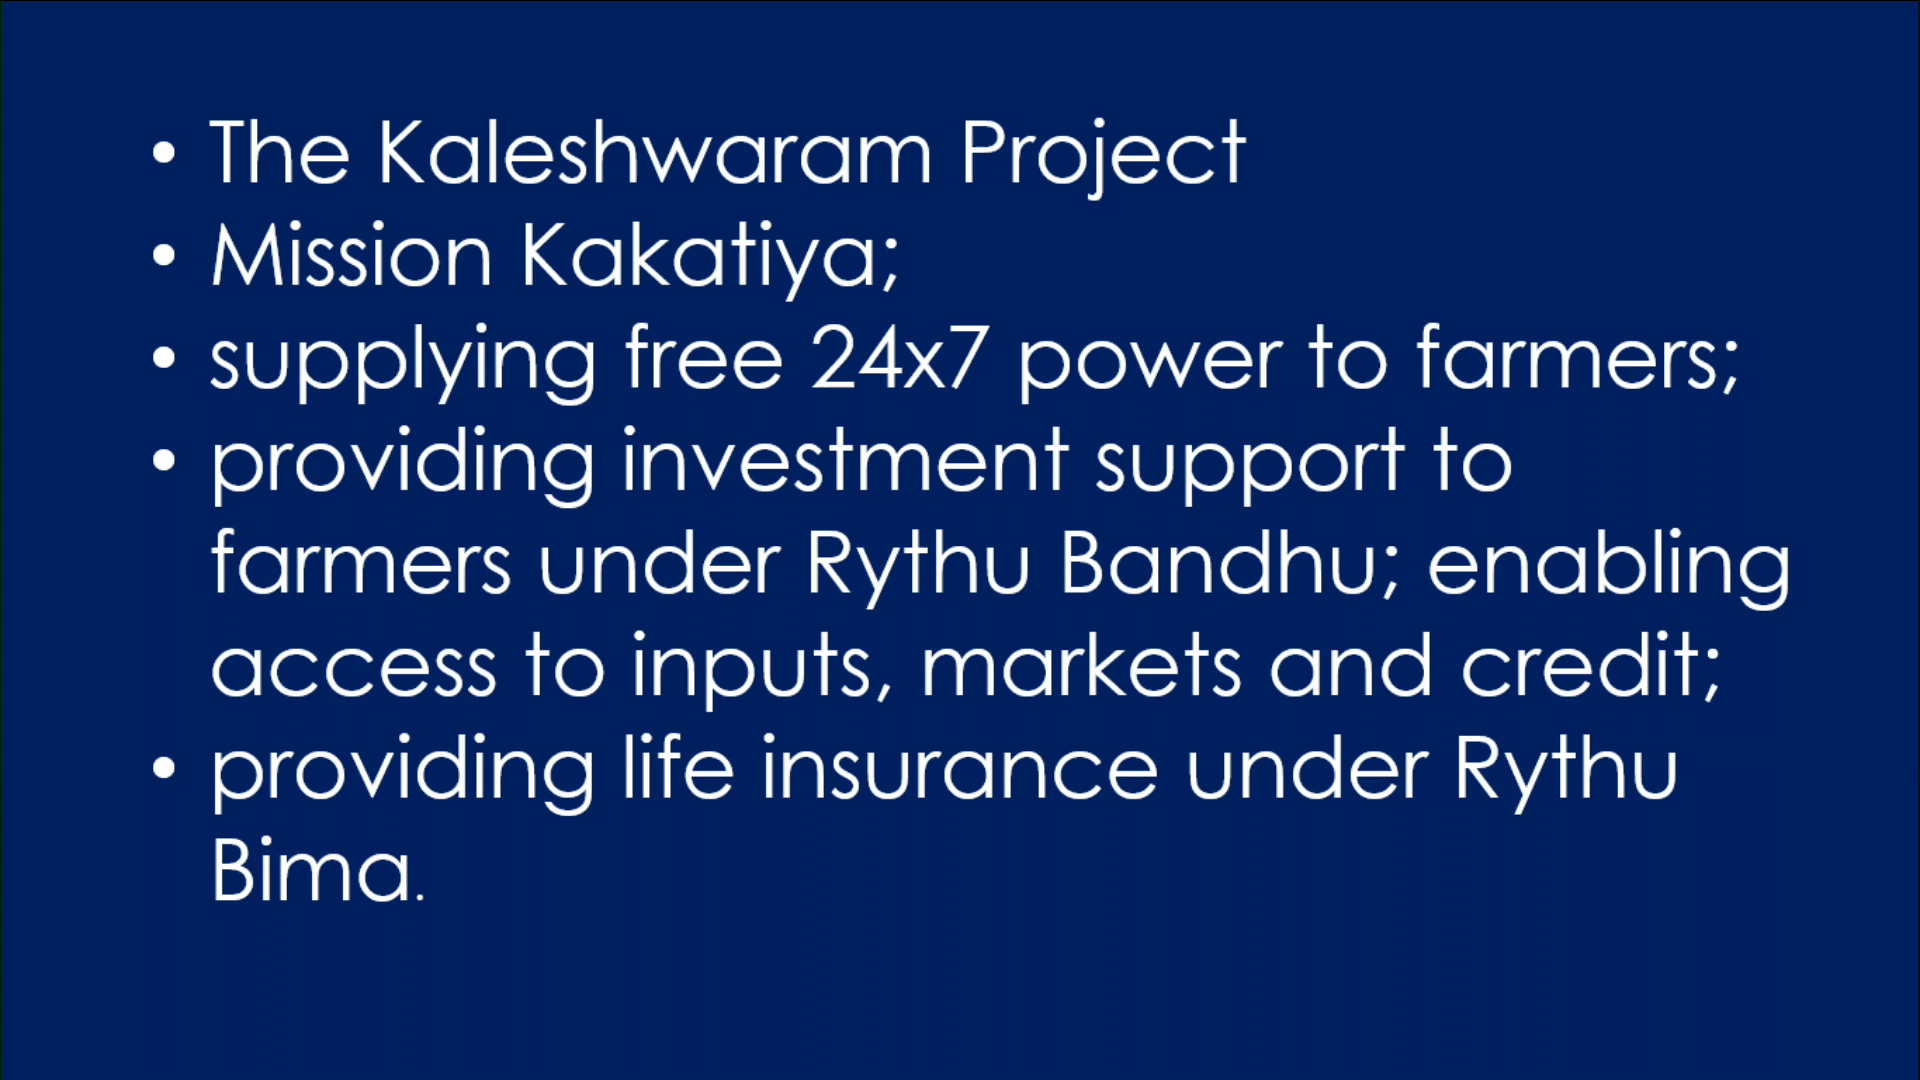 • The Kaleshwaram Project
• Mission Kakatiya;
• supplying free 24x7 power to farmers;
• providing investment support to
farmers under Rythu Bandhu; enabling
access to inputs, markets and credit;
• providing life insurance under Rythu
Bima.